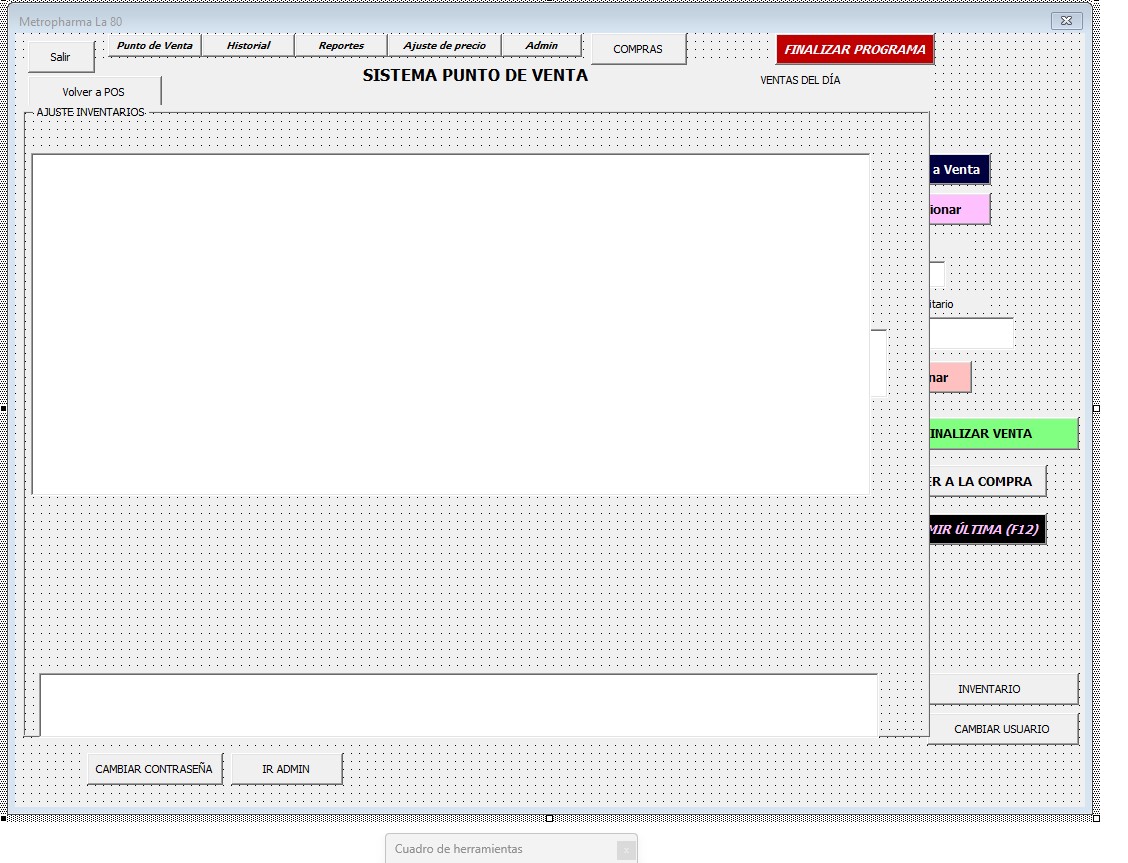 Metropharma La 80
Salir
Punto de Venta
Historial
Reportes
Ajuste de precio
Admin
COMPRAS
FINALIZAR PROGRAMA
SISTEMA PUNTO DE VENTA
VENTAS DEL DÍA
Volver a POS
AJUSTE INVENTARIOS
a Venta
ionar
itario
nar
INALIZAR VENTA
ER A LA COMPRA
MIR ÚLTIMA (F12)
INVENTARIO
CAMBIAR USUARIO
CAMBIAR CONTRASEÑA
IR ADMIN
Cuadro de herramientas